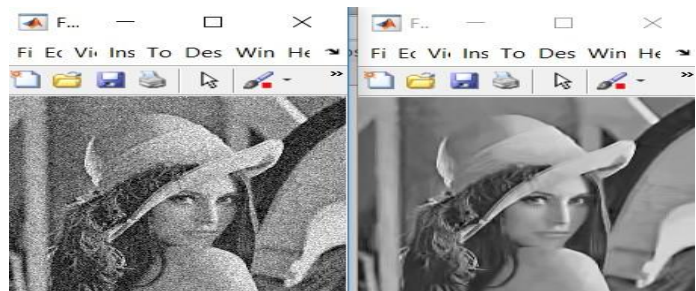 F...
Fi Ec Vi Ins To Des Win He
»
F..
Fi Ec Vi Ins To Des Win He
»